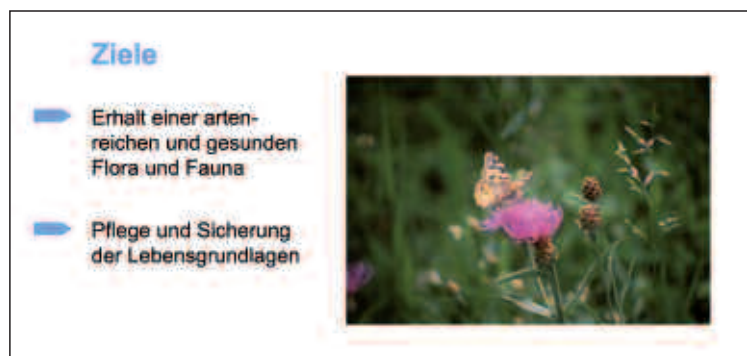 Ziele
Erhalt einer arten-
reichen und gesunden
Flora und Fauna
Pflege und Sicherung
der Lebensgrundlagen